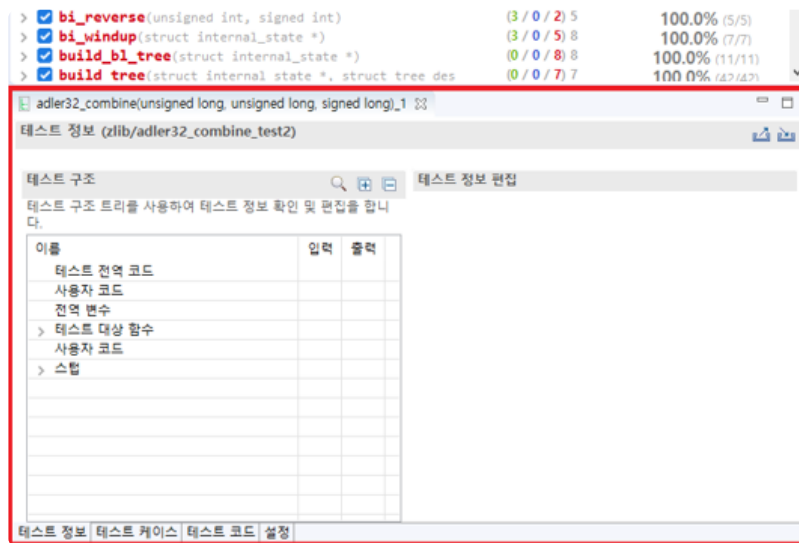 bi_reverse(unsigned int, signed int) (3 / 0 / 2) 5 100.0% (5/5)
bi_windup(struct internal_state *) (3 / 0 / 5) 8 100.0% (7/7)
build_bl_tree(struct internal_state *) (0 / 0 / 8) 8 100.0% (11/11)
build tree(struct internal state *, struct tree des (0 / 0 / 7) 7 100.0% (42/42)
adler32_combine(unsigned long, unsigned long, signed long)_1
테스트 정보 (zlib/adler32_combine_test2)
테스트 구조
테스트 정보 편집
테스트 구조 트리를 사용하여 테스트 정보 확인 및 편집을 합니
다.
이름 입력 출력
테스트 전역 코드
사용자 코드
전역 변수
테스트 대상 함수
사용자 코드
스텁
테스트 정보 테스트 케이스 테스트 코드 설정